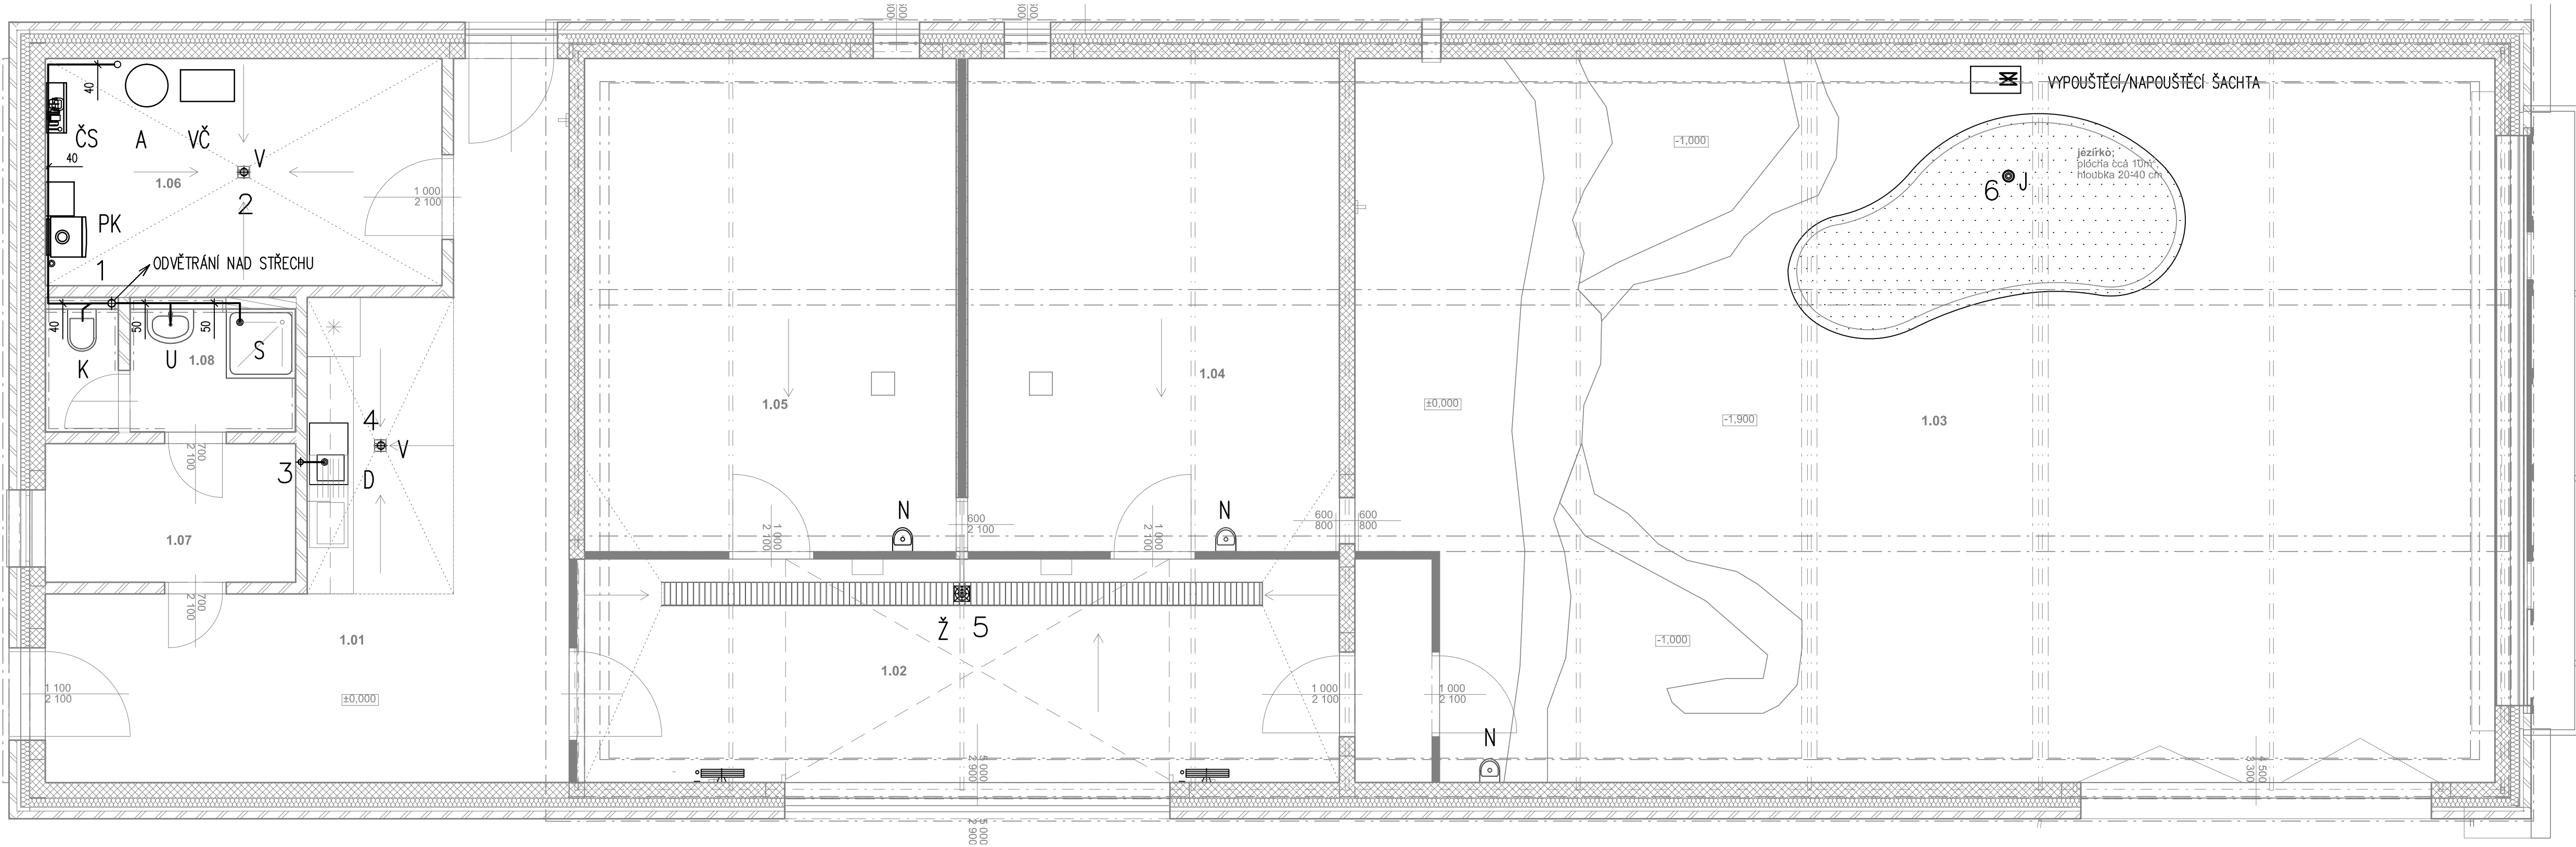 ČS
A
VČ
V
40
40
1.06
2
1 000
2 100
PK
1
ODVĚTRÁNÍ NAD STŘECHU
40
50
50
K
U
1.08
S
4
V
3
D
700
2 100
1.07
700
2 100
1.01
1 100
2 100
±0,000
1.05
1.04
N
N
1 000
2 100
600
2 100
1 000
2 100
600
800
600
800
Ž
5
1.02
1 000
2 100
1 000
2 100
N
5 000
2 900
5 000
2 900
VYPOUŠTĚCÍ/NAPOUŠTĚCÍ ŠACHTA
-1,000
jezírko;
plocha cca 10m
hloubka 20-40 cm
6
J
±0,000
-1,900
1.03
-1,000
4 500
3 300